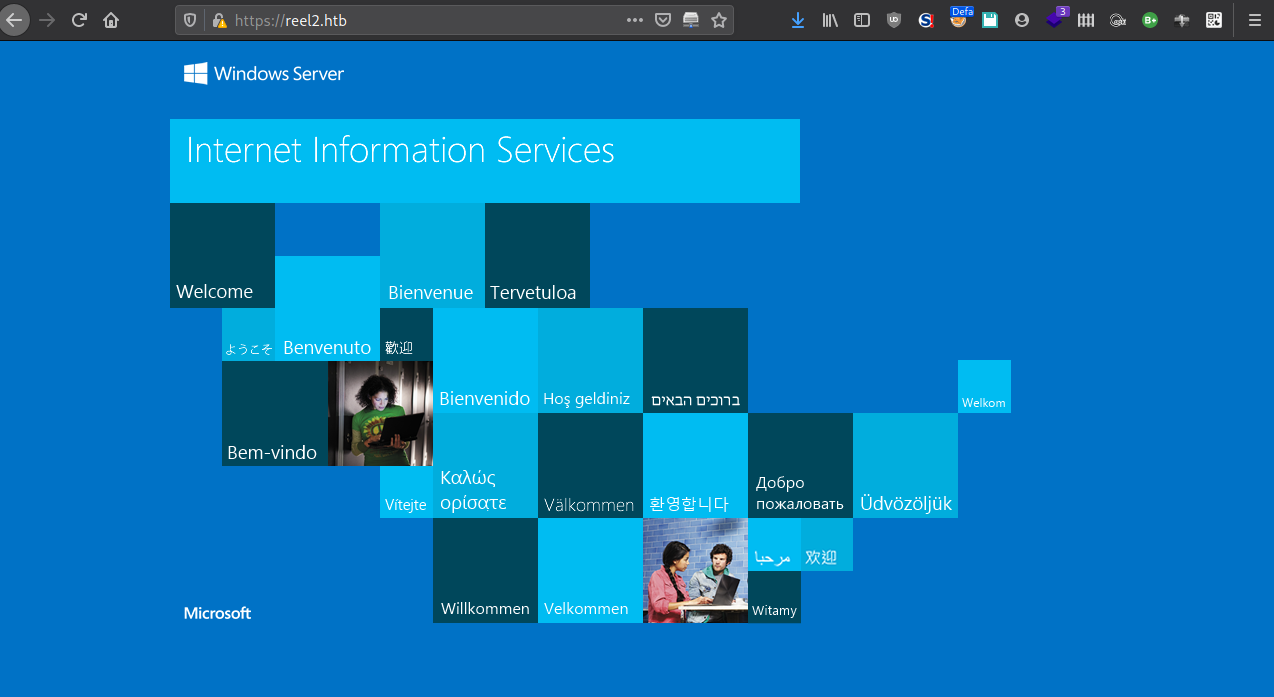 https://reel2.htb
Defa
3
Windows Server
Internet Information Services
Welcome
Bienvenue
Tervetuloa
ようこそ
Benvenuto
歡迎
Bienvenido
Hoş geldiniz
ברוכים הבאים
Welkom
Bem-vindo
Vítejte
Καλώς
ορίσατε
Välkommen
환영합니다
Добро
пожаловать
Üdvözöljük
Willkommen
Velkommen
مرحبا
欢迎
Witamy
Microsoft